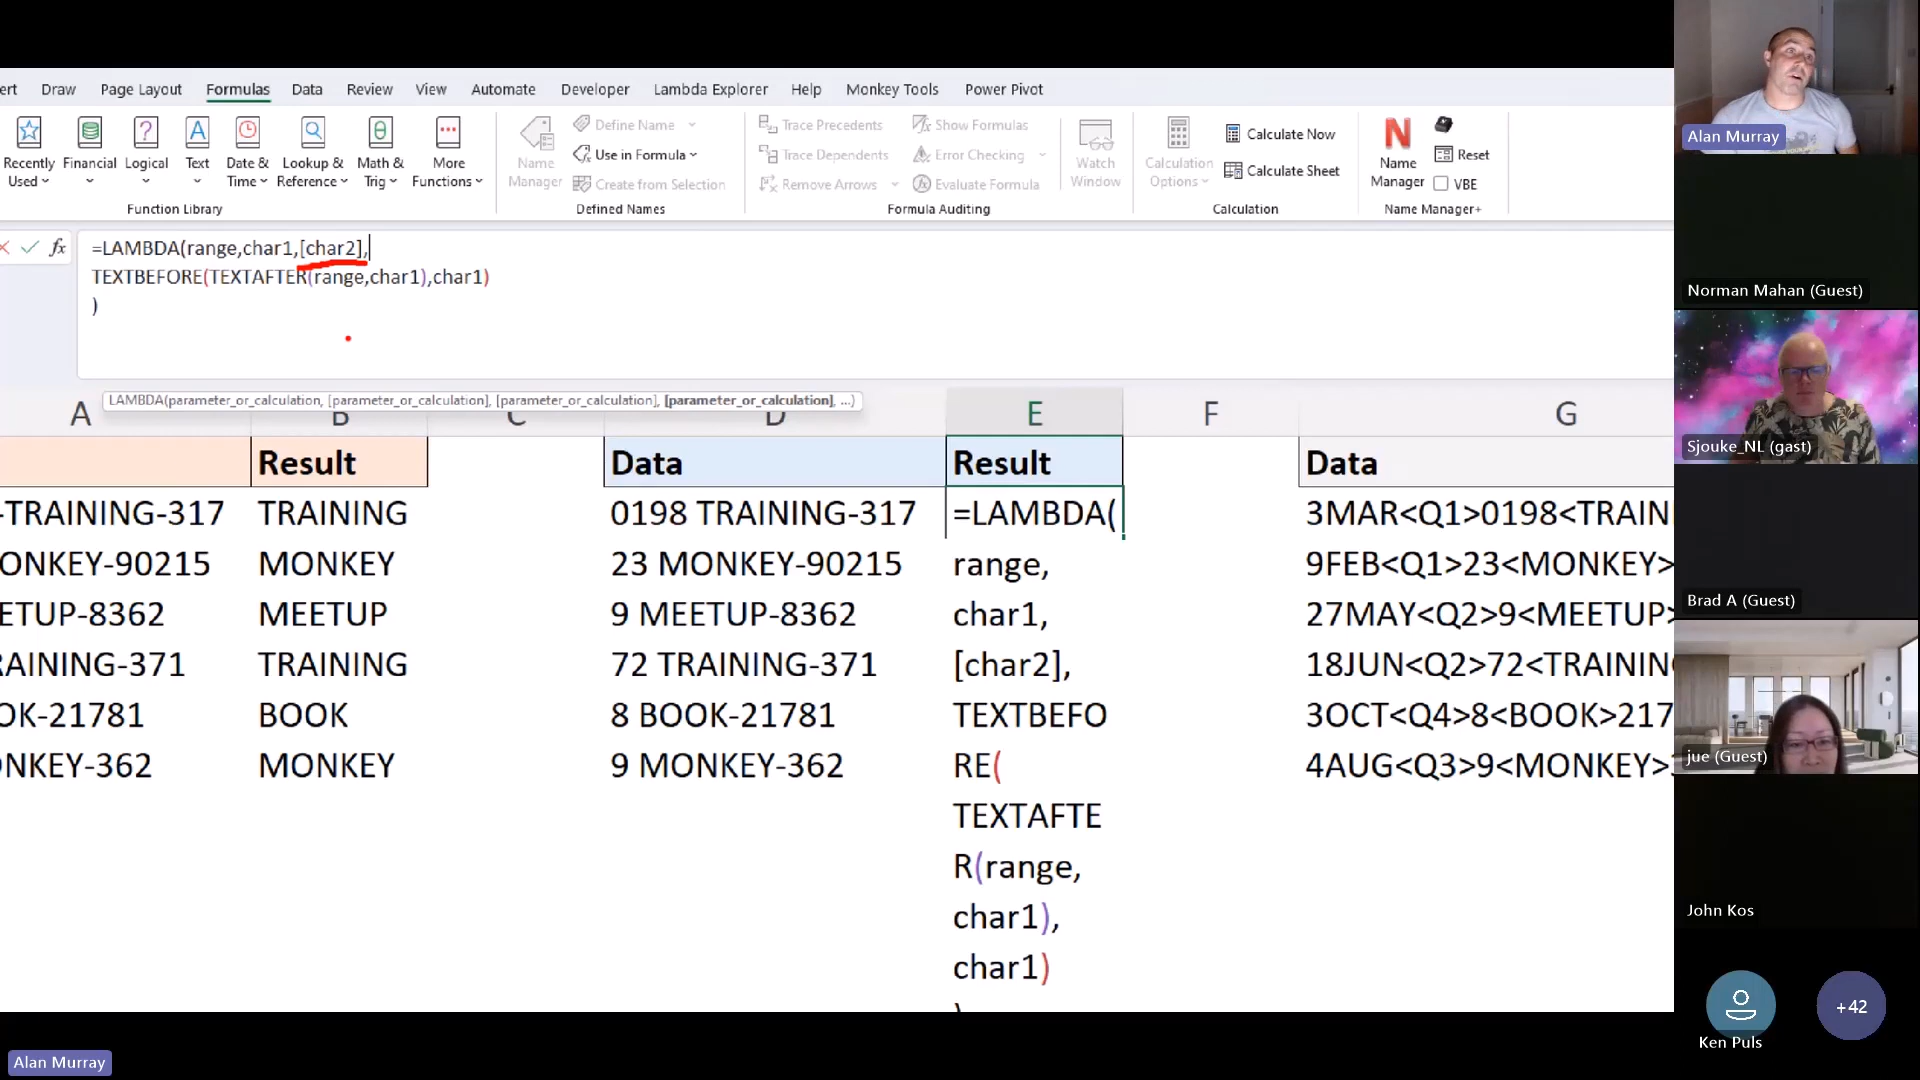 ert Draw Page Layout Formulas Data Review View Automate Developer Lambda Explorer Help Monkey Tools Power Pivot
Recently Used
Financial
Logical
Text
Date & Time
Lookup & Reference
Math & Trig
More Functions
Function Library
Name Manager
Define Name
Use in Formula
Create from Selection
Defined Names
Trace Precedents
Trace Dependents
Remove Arrows
Show Formulas
Error Checking
Evaluate Formula
Formula Auditing
Watch Window
Calculation Options
Calculate Now
Calculate Sheet
Calculation
Name Manager
Reset
VBE
Name Manager+
fx
=LAMBDA(range,char1,[char2],
TEXTBEFORE(TEXTAFTER(range,char1),char1)
)
LAMBDA(parameter_or_calculation, [parameter_or_calculation], [parameter_or_calculation], [parameter_or_calculation], ...)
A B C D E F G
Result Data Result Data
-TRAINING-317 TRAINING 0198 TRAINING-317 =LAMBDA( 3MAR<Q1>0198<TRAIN
ONKEY-90215 MONKEY 23 MONKEY-90215 range, 9FEB<Q1>23<MONKEY>
ETUP-8362 MEETUP 9 MEETUP-8362 char1, 27MAY<Q2>9<MEETUP>
RAINING-371 TRAINING 72 TRAINING-371 [char2], 18JUN<Q2>72<TRAINING
OK-21781 BOOK 8 BOOK-21781 TEXTBEFO 3OCT<Q4>8<BOOK>217
ONKEY-362 MONKEY 9 MONKEY-362 RE( 4AUG<Q3>9<MONKEY>
TEXTAFTE
R(range,
char1),
char1)
)
Alan Murray
Norman Mahan (Guest)
Sjouke_NL (gast)
Brad A (Guest)
jue (Guest)
John Kos
Ken Puls
+42
Alan Murray